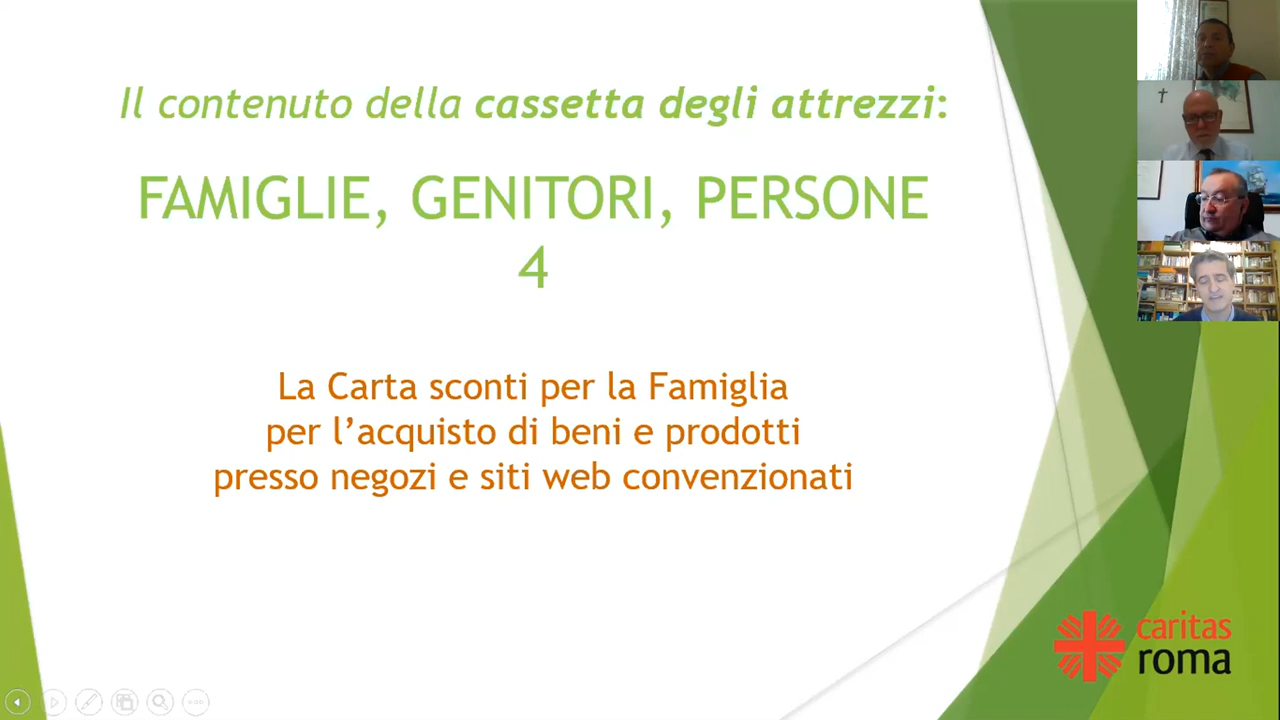 Il contenuto della cassetta degli attrezzi:
FAMIGLIE, GENITORI, PERSONE
4
La Carta sconti per la Famiglia
per l’acquisto di beni e prodotti
presso negozi e siti web convenzionati
caritas
roma